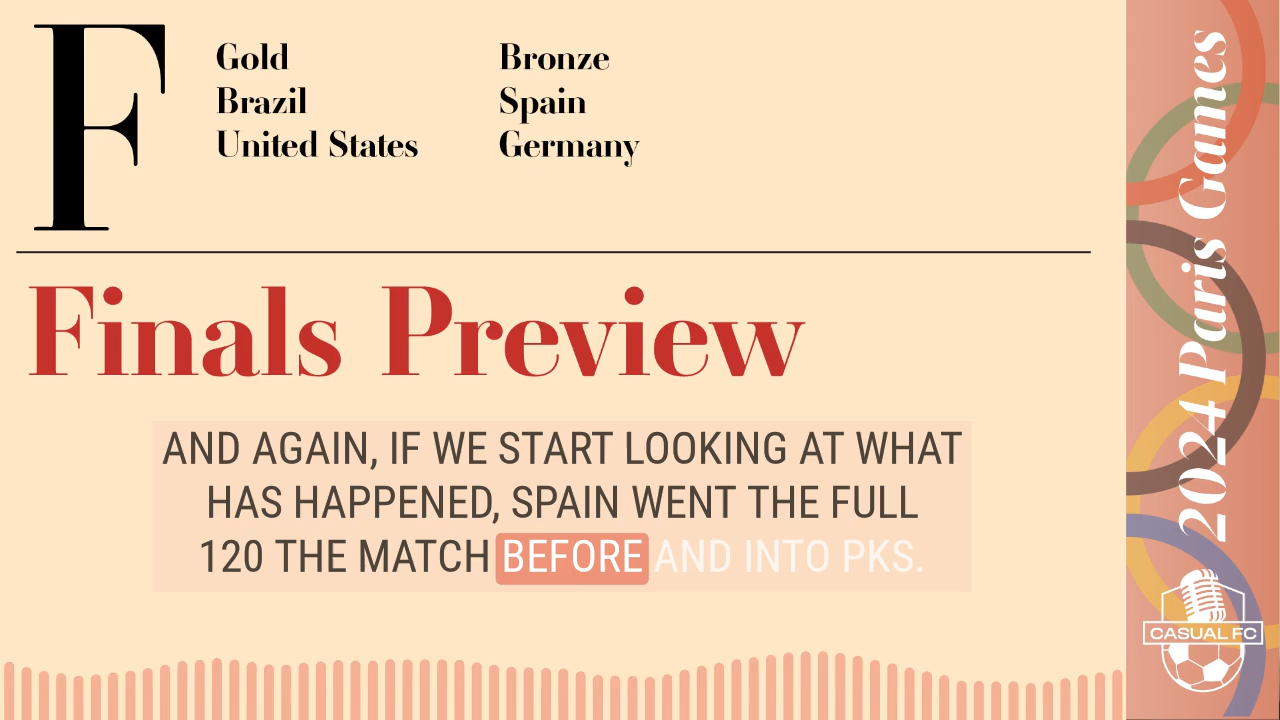 F
Gold
Brazil
United States
Bronze
Spain
Germany
Finals Preview
AND AGAIN, IF WE START LOOKING AT WHAT
HAS HAPPENED, SPAIN WENT THE FULL
120 THE MATCH BEFORE AND INTO PKS.
2024 Paris Games
CASUAL FC